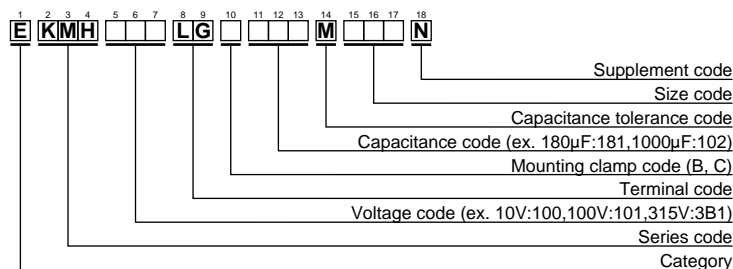 1 2 3 4 5 6 7 8 9 10 11 12 13 14 15 16 17 18
E KMH LG M N
Supplement code
Size code
Capacitance tolerance code
Capacitance code (ex. 180μF:181,1000μF:102)
Mounting clamp code (B, C)
Terminal code
Voltage code (ex. 10V:100,100V:101,315V:3B1)
Series code
Category